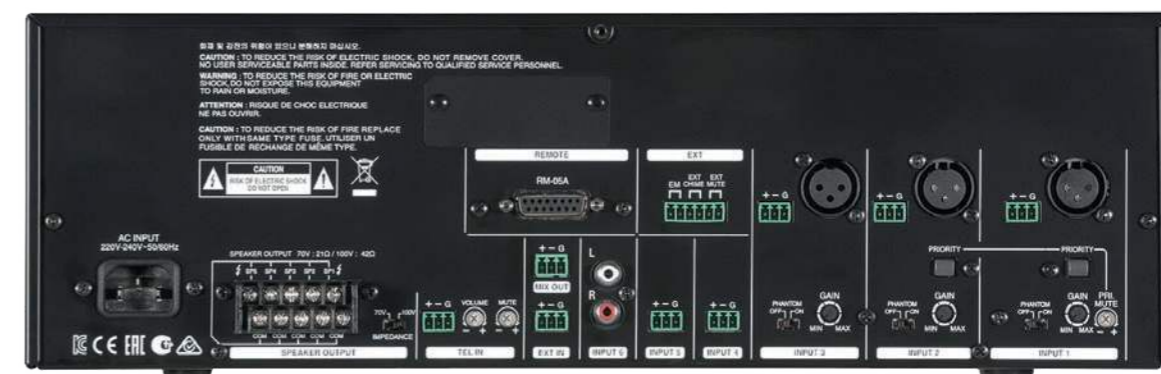 화재 및 감전의 위험이 있으니 분해하지 마십시오.
CAUTION : TO REDUCE THE RISK OF ELECTRIC SHOCK, DO NOT REMOVE COVER.
NO USER SERVICEABLE PARTS INSIDE. REFER SERVICING TO QUALIFIED SERVICE PERSONNEL.
WARNING : TO REDUCE THE RISK OF FIRE OR ELECTRIC
SHOCK, DO NOT EXPOSE THIS EQUIPMENT
TO RAIN OR MOISTURE.
ATTENTION : RISQUE DE CHOC ELECTRIQUE
NE PAS OUVRIR.
CAUTION : TO REDUCE THE RISK OF FIRE REPLACE
ONLY WITH SAME TYPE FUSE. UTILISER UN
FUSIBLE DE RECHANGE DE MÊME TYPE.
CAUTION
RISK OF ELECTRIC SHOCK
DO NOT OPEN
AC INPUT
220V-240V~50/60Hz
SPEAKER OUTPUT 70V : 21Ω / 100V : 42Ω
SP5 SP4 SP3 SP2 SP1
COM COM COM COM COM
70V 100V
IMPEDANCE
SPEAKER OUTPUT
CE EAC
REMOTE
RM-05A
EXT
EM EXT CHIME EXT MUTE
+ − G
MIX OUT
+ − G
EXT IN
+ − G
VOLUME
− +
MUTE
− +
TEL IN
L
R
INPUT 6
+ − G
INPUT 5
+ − G
INPUT 4
+ − G
PHANTOM
OFF ON
GAIN
MIN MAX
INPUT 3
+ − G
PRIORITY
PHANTOM
OFF ON
GAIN
MIN MAX
INPUT 2
+ − G
PRIORITY
PHANTOM
OFF ON
GAIN
MIN MAX
PRI.
MUTE
− +
INPUT 1